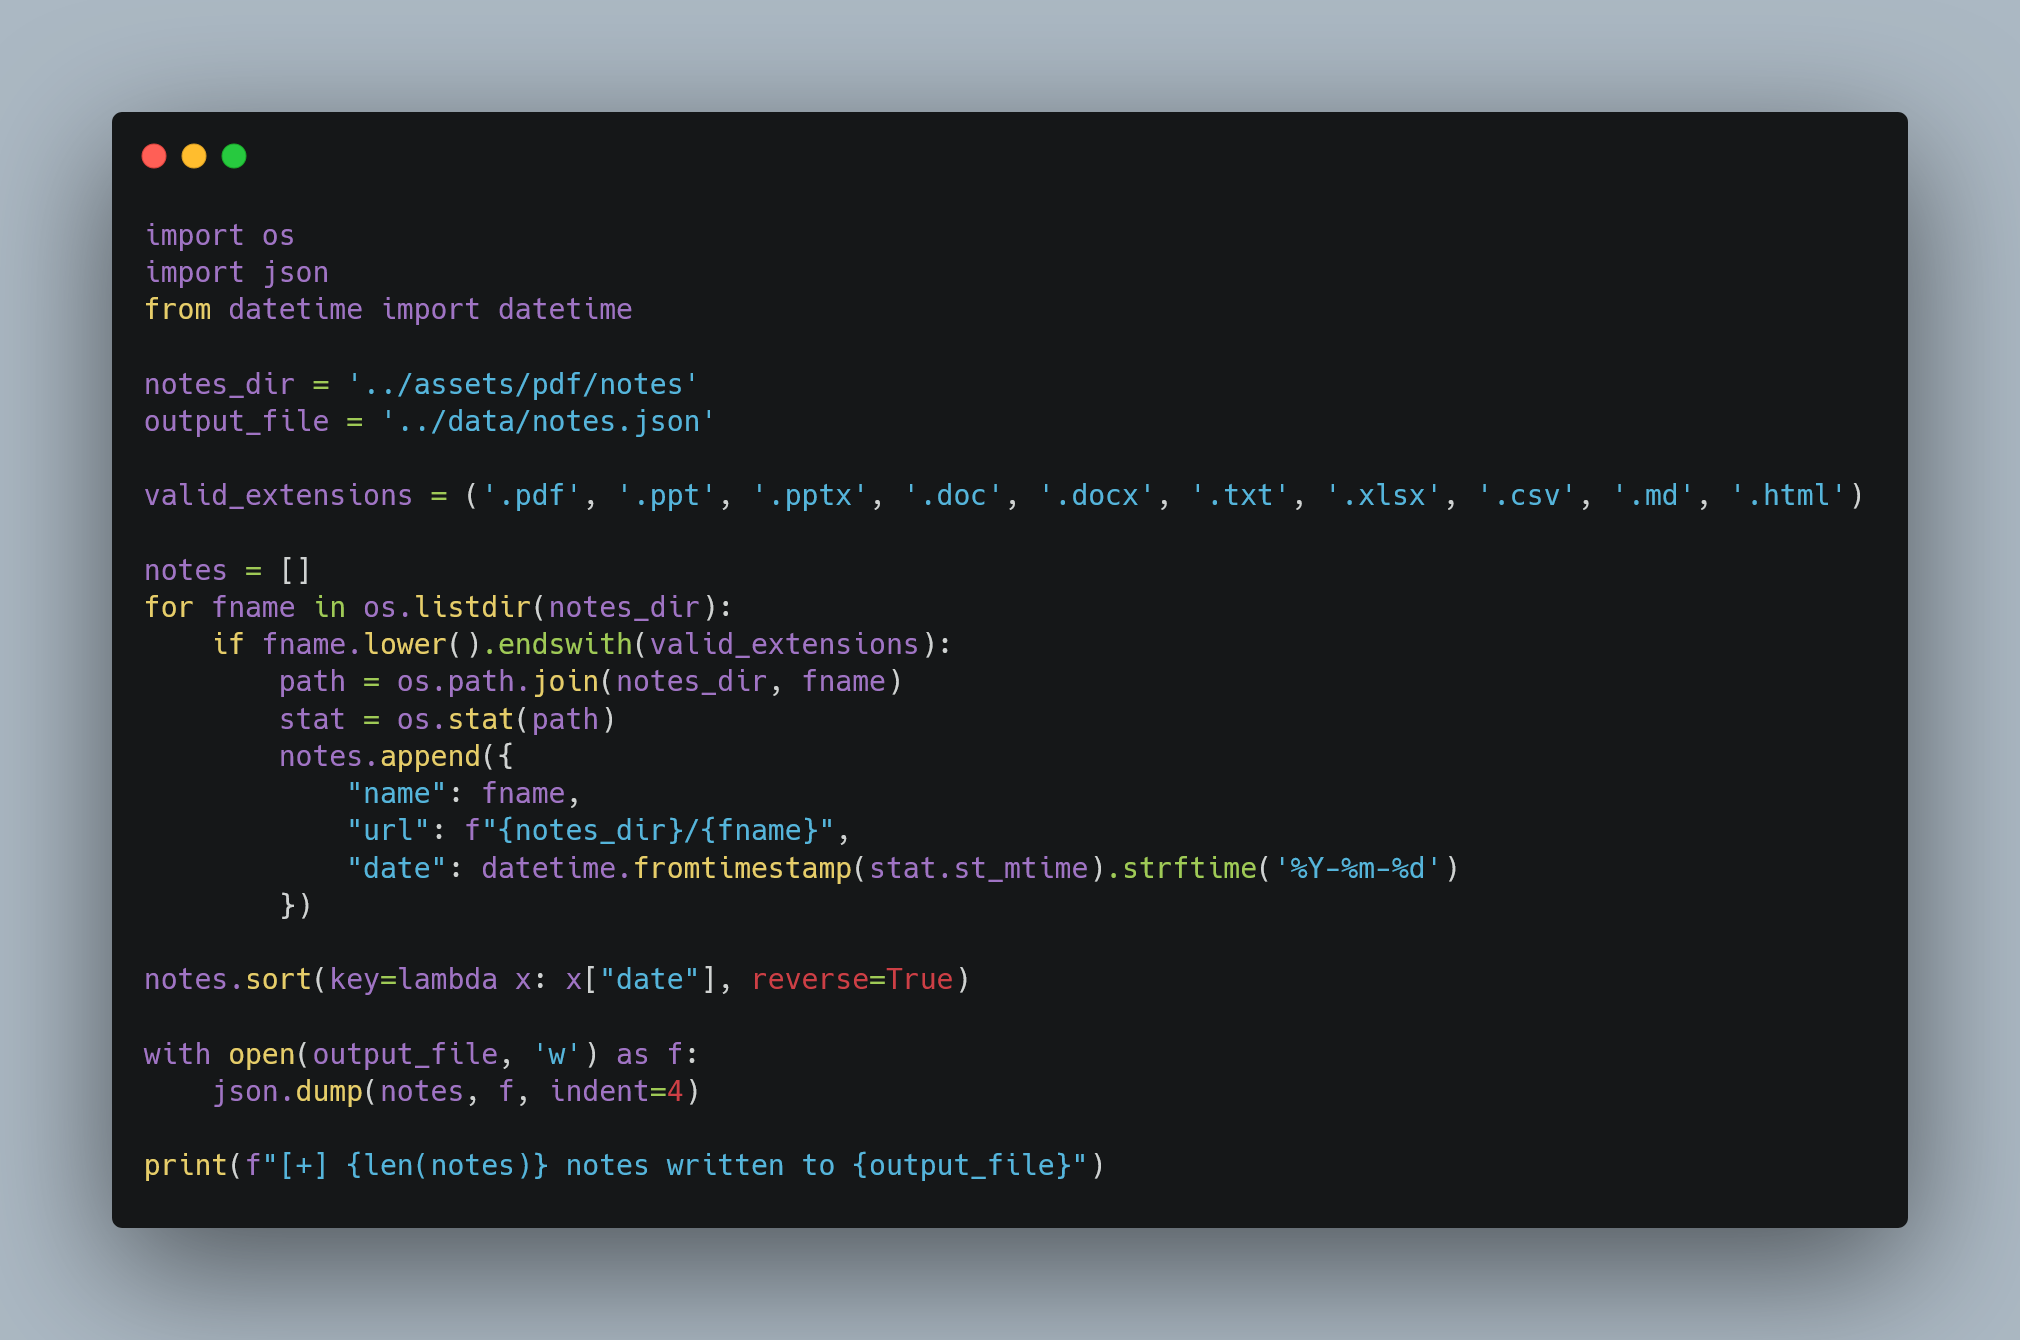 import os
import json
from datetime import datetime

notes_dir = '../assets/pdf/notes'
output_file = '../data/notes.json'

valid_extensions = ('.pdf', '.ppt', '.pptx', '.doc', '.docx', '.txt', '.xlsx', '.csv', '.md', '.html')

notes = []
for fname in os.listdir(notes_dir):
    if fname.lower().endswith(valid_extensions):
        path = os.path.join(notes_dir, fname)
        stat = os.stat(path)
        notes.append({
            "name": fname,
            "url": f"{notes_dir}/{fname}",
            "date": datetime.fromtimestamp(stat.st_mtime).strftime('%Y-%m-%d')
        })

notes.sort(key=lambda x: x["date"], reverse=True)

with open(output_file, 'w') as f:
    json.dump(notes, f, indent=4)

print(f"[+] {len(notes)} notes written to {output_file}")